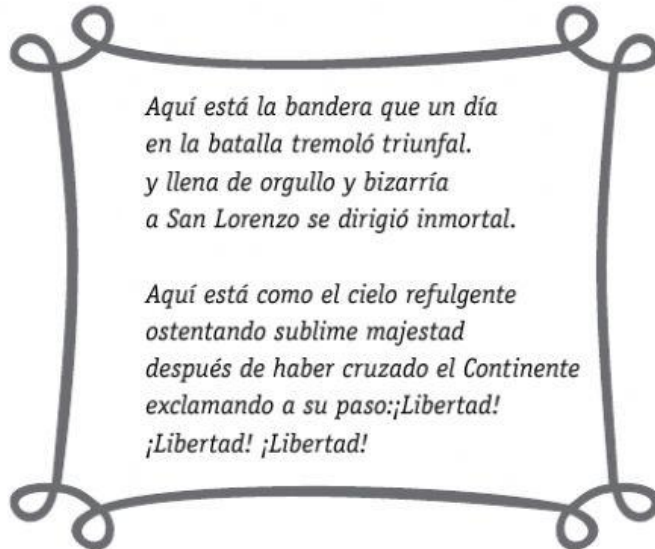 Aquí está la bandera que un día
en la batalla tremoló triunfal.
y llena de orgullo y bizarría
a San Lorenzo se dirigió inmortal.
Aquí está como el cielo refulgente
ostentando sublime majestad
después de haber cruzado el Continente
exclamando a su paso:¡Libertad!
¡Libertad! ¡Libertad!